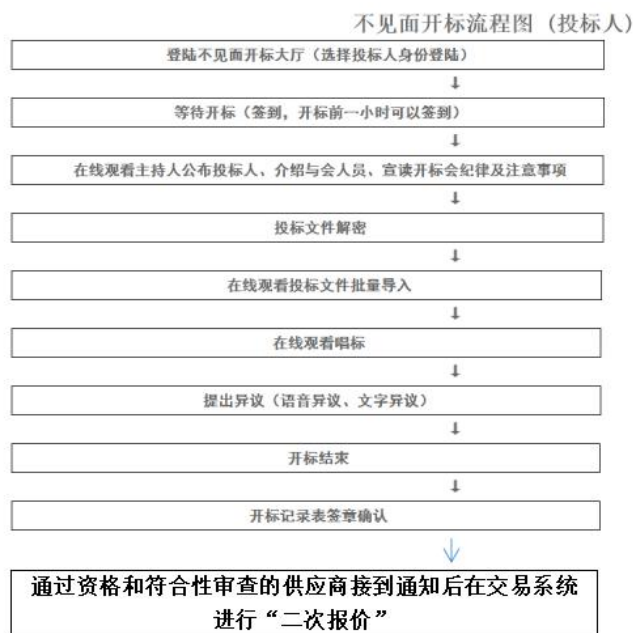 不见面开标流程图（投标人）
登陆不见面开标大厅（选择投标人身份登陆）
等待开标（签到，开标前一小时可以签到）
在线观看主持人公布投标人、介绍与会人员、宣读开标会纪律及注意事项
投标文件解密
在线观看投标文件批量导入
在线观看唱标
提出异议（语音异议、文字异议）
开标结束
开标记录表签章确认
通过资格和符合性审查的供应商接到通知后在交易系统
进行“二次报价”